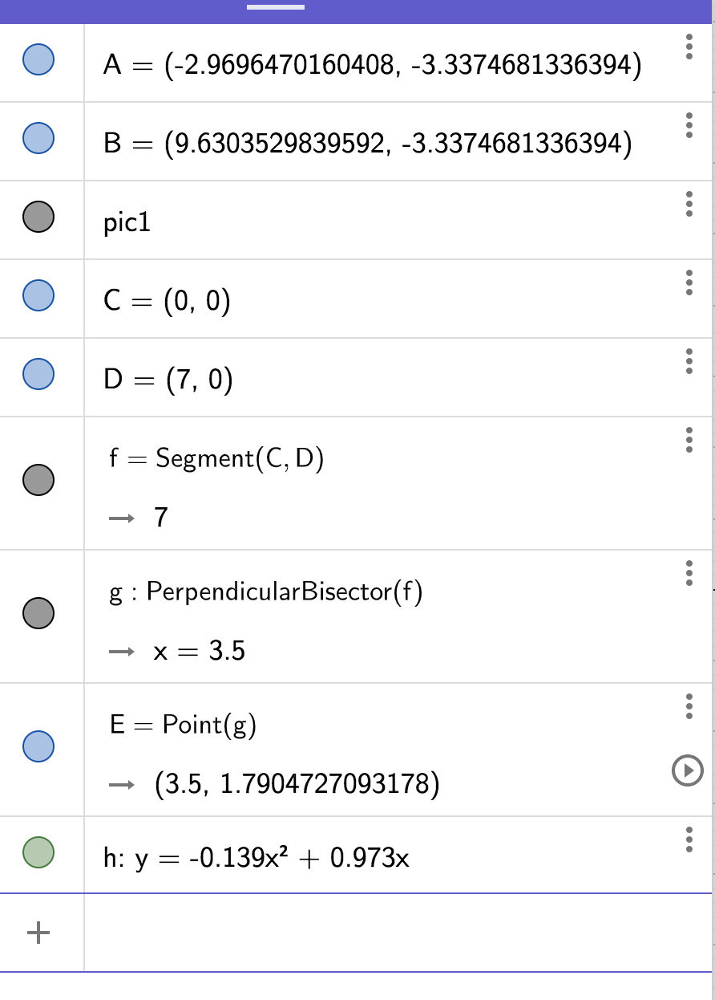 A = (-2.9696470160408, -3.3374681336394)
B = (9.6303529839592, -3.3374681336394)
pic1
C = (0, 0)
D = (7, 0)
f = Segment(C, D)
→ 7
g : PerpendicularBisector(f)
→ x = 3.5
E = Point(g)
→ (3.5, 1.7904727093178)
h: y = -0.139x² + 0.973x
+